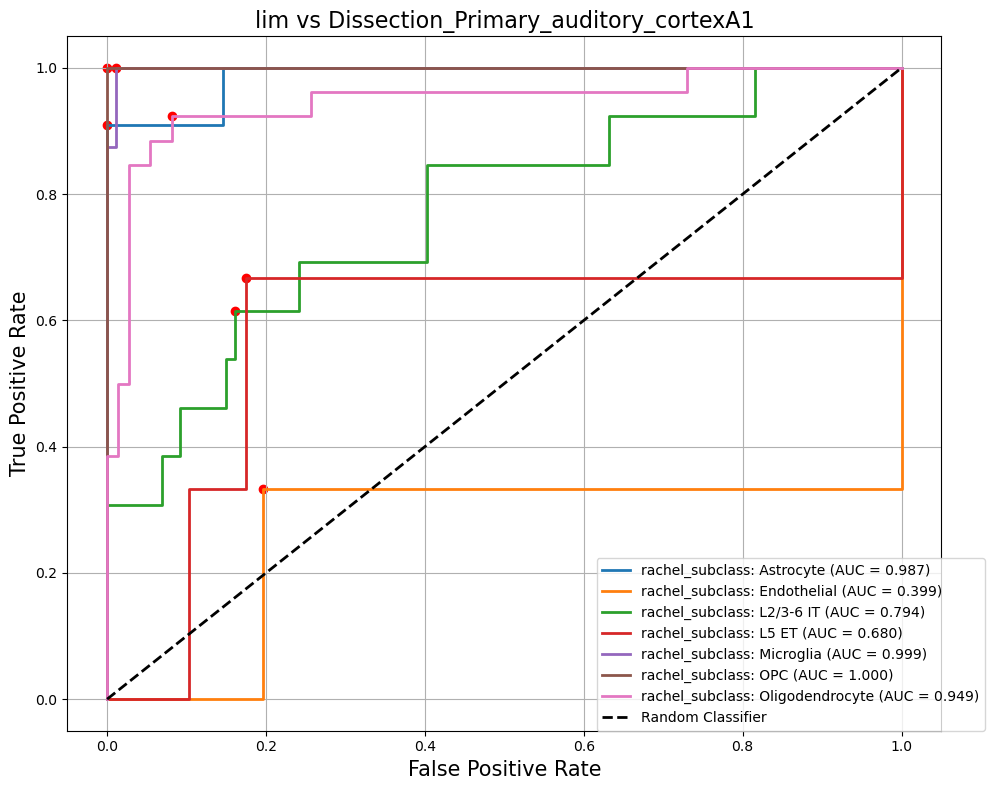 lim vs Dissection_Primary_auditory_cortexA1
True Positive Rate
1.0
0.8
0.6
0.4
0.2
0.0
0.0 0.2 0.4 0.6 0.8 1.0
False Positive Rate
rachel_subclass: Astrocyte (AUC = 0.987)
rachel_subclass: Endothelial (AUC = 0.399)
rachel_subclass: L2/3-6 IT (AUC = 0.794)
rachel_subclass: L5 ET (AUC = 0.680)
rachel_subclass: Microglia (AUC = 0.999)
rachel_subclass: OPC (AUC = 1.000)
rachel_subclass: Oligodendrocyte (AUC = 0.949)
Random Classifier